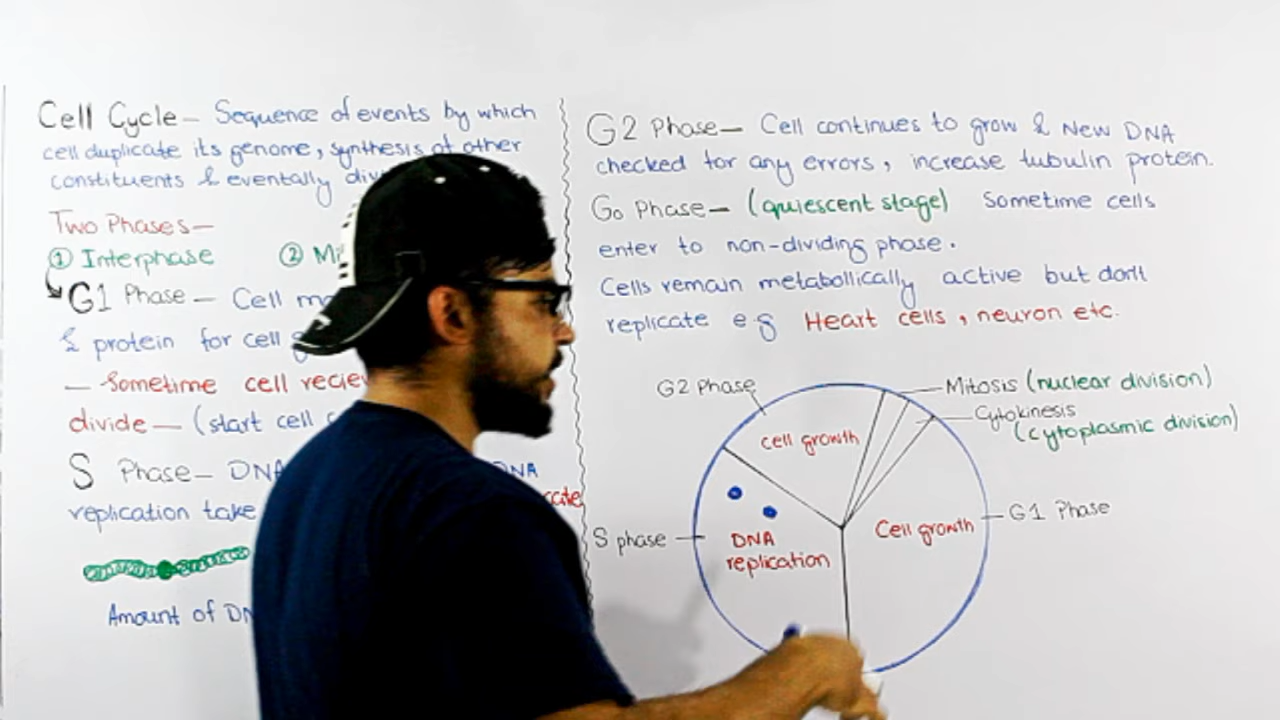 Cell Cycle— Sequence of events by which
cell duplicate its genome, synthesis of other
constituents & eventally
Two Phases—
① Interphase ②
G1 Phase — Cell
& protein for cell
— Sometime cell
divide — (start cell
S Phase— DNA DNA
replication take
Amount of
G2 Phase— Cell continues to grow & New DNA
checked for any errors, increase tubulin protein.
Go Phase— (quiescent stage) Sometime cells
enter to non-dividing phase.
Cells remain metabollically active but don't
replicate e.g Heart cells, neuron etc.
G2 Phase
Mitosis (nuclear division)
Cytokinesis
(cytoplasmic division)
cell growth
G1 Phase
Cell growth
S phase
DNA
replication